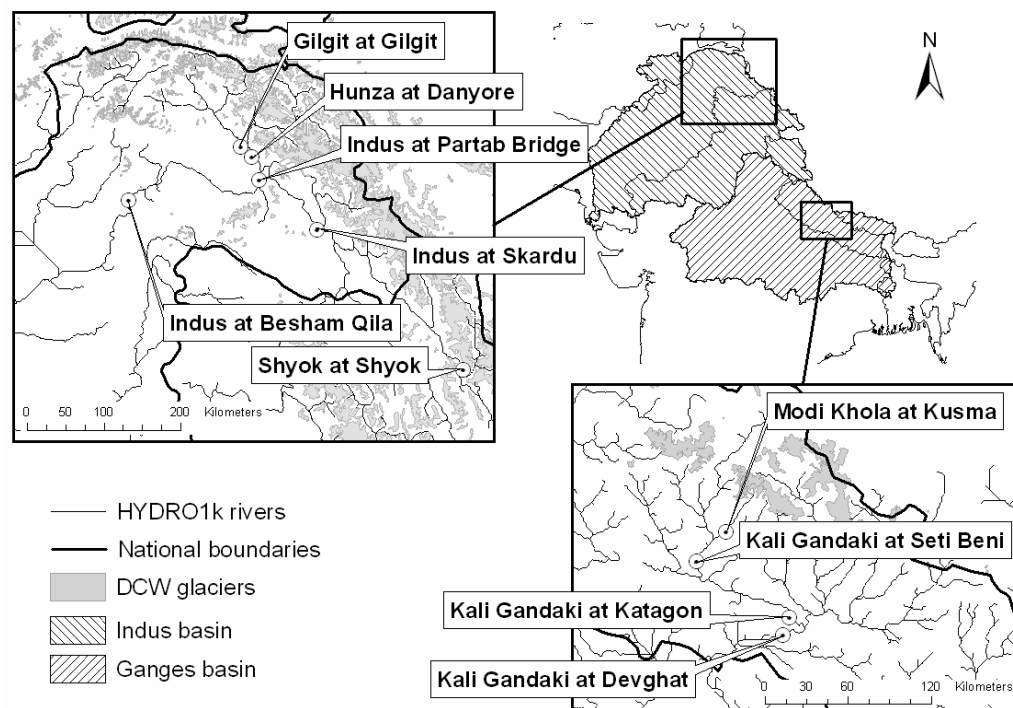 Gilgit at Gilgit
Hunza at Danyore
Indus at Partab Bridge
Indus at Skardu
Indus at Besham Qila
Shyok at Shyok
0 50 100 200 Kilometers
N
Modi Khola at Kusma
Kali Gandaki at Seti Beni
Kali Gandaki at Katagon
Kali Gandaki at Devghat
0 30 60 120 Kilometers
HYDRO1k rivers
National boundaries
DCW glaciers
Indus basin
Ganges basin